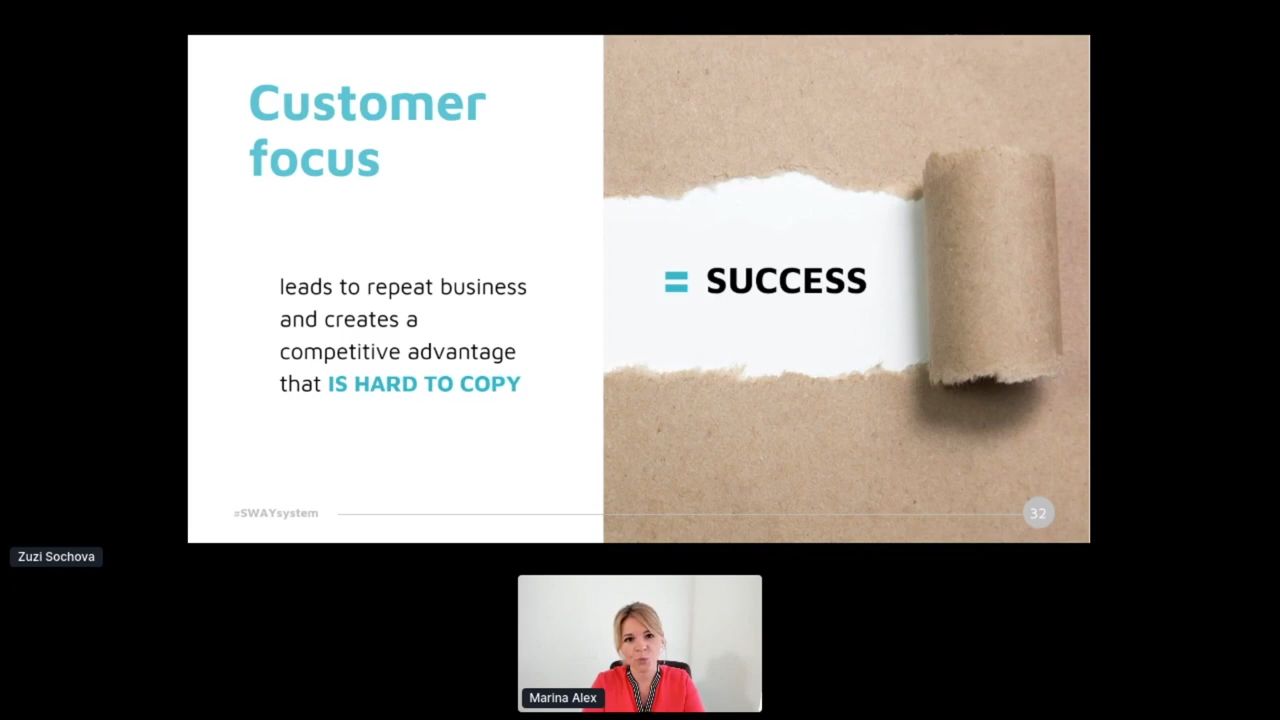 Customer
focus
leads to repeat business
and creates a
competitive advantage
that IS HARD TO COPY
= SUCCESS
#SWAYsystem
32
Zuzi Sochova
Marina Alex